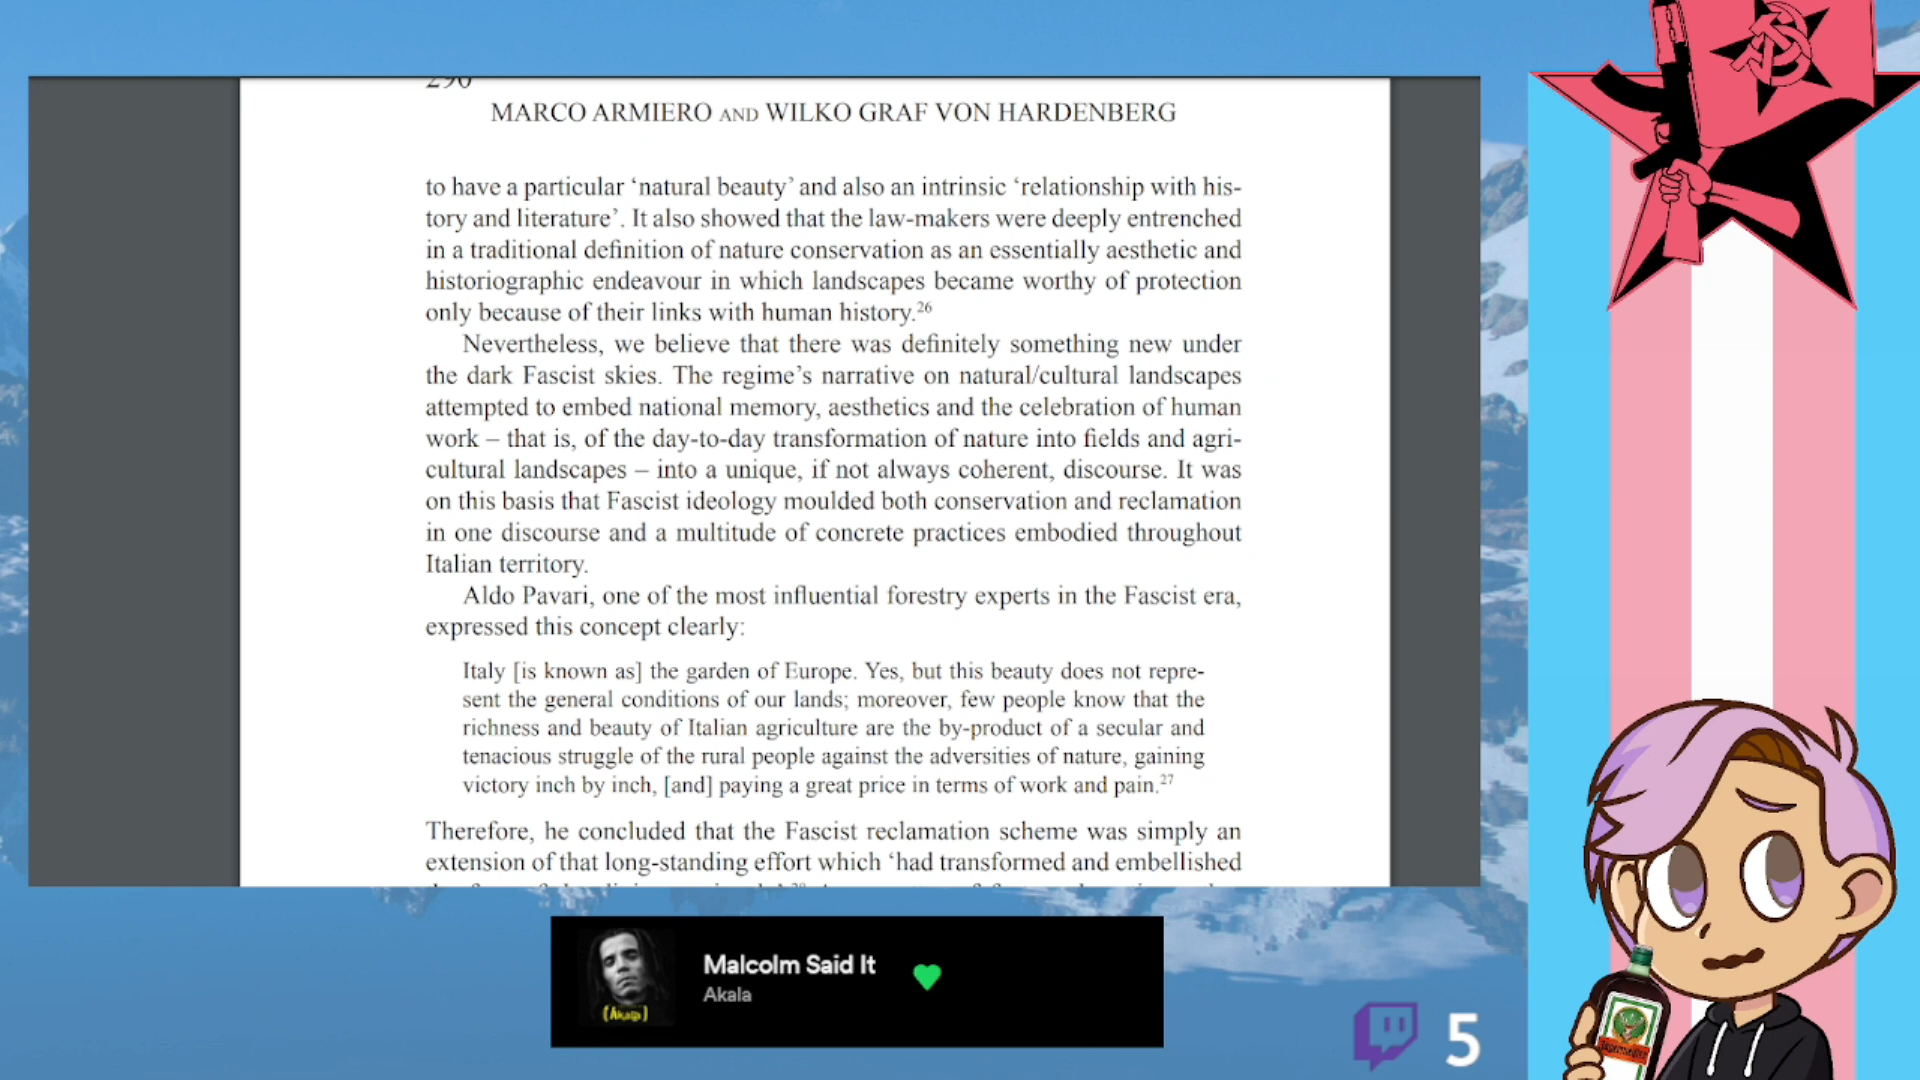 290
MARCO ARMIERO AND WILKO GRAF VON HARDENBERG
to have a particular ‘natural beauty’ and also an intrinsic ‘relationship with his-
tory and literature’. It also showed that the law-makers were deeply entrenched
in a traditional definition of nature conservation as an essentially aesthetic and
historiographic endeavour in which landscapes became worthy of protection
only because of their links with human history.26
Nevertheless, we believe that there was definitely something new under
the dark Fascist skies. The regime’s narrative on natural/cultural landscapes
attempted to embed national memory, aesthetics and the celebration of human
work – that is, of the day-to-day transformation of nature into fields and agri-
cultural landscapes – into a unique, if not always coherent, discourse. It was
on this basis that Fascist ideology moulded both conservation and reclamation
in one discourse and a multitude of concrete practices embodied throughout
Italian territory.
Aldo Pavari, one of the most influential forestry experts in the Fascist era,
expressed this concept clearly:
Italy [is known as] the garden of Europe. Yes, but this beauty does not repre-
sent the general conditions of our lands; moreover, few people know that the
richness and beauty of Italian agriculture are the by-product of a secular and
tenacious struggle of the rural people against the adversities of nature, gaining
victory inch by inch, [and] paying a great price in terms of work and pain.27
Therefore, he concluded that the Fascist reclamation scheme was simply an
extension of that long-standing effort which ‘had transformed and embellished
Malcolm Said It
Akala
(Akala)
5